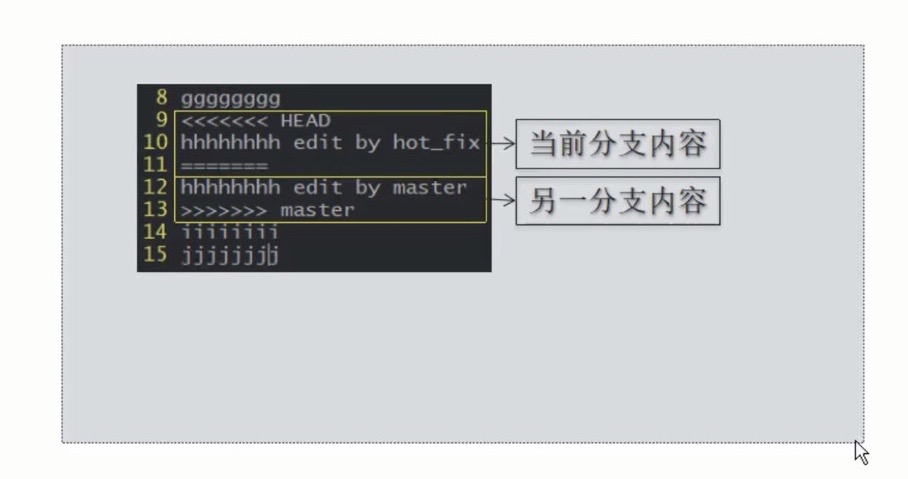 8 gggggggg
9 <<<<<<< HEAD
10 hhhhhhhh edit by hot_fix
当前分支内容
11 =======
12 hhhhhhhh edit by master
另一分支内容
13 >>>>>>> master
14 iiiiiiii
15 jjjjjjjj